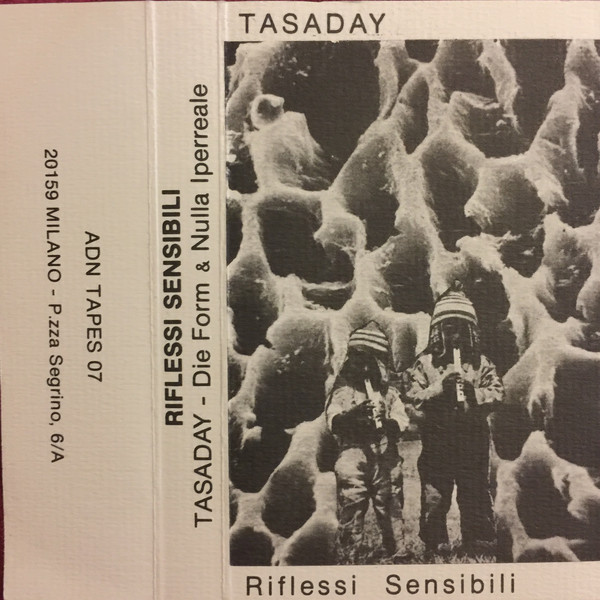 TASADAY
Riflessi Sensibili
RIFLESSI SENSIBILI
TASADAY - Die Form & Nulla Iperreale
ADN TAPES 07
20159 MILANO - P.zza Segrino, 6/A